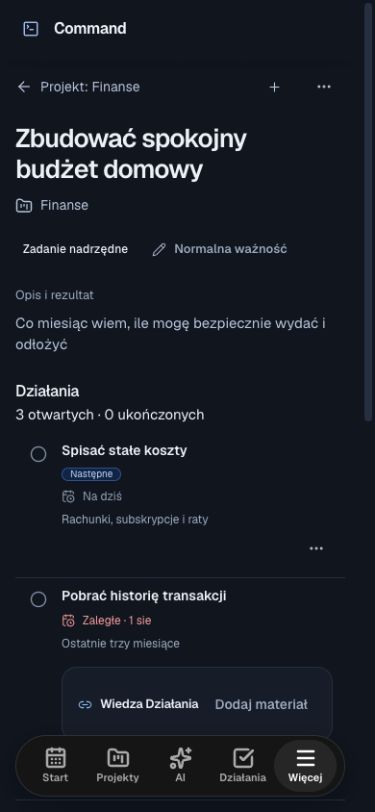 Command
Projekt: Finanse
Zbudować spokojny
budżet domowy
Finanse
Zadanie nadrzędne Normalna ważność
Opis i rezultat
Co miesiąc wiem, ile mogę bezpiecznie wydać i
odłożyć
Działania
3 otwartych · 0 ukończonych
Spisać stałe koszty
Następne
Na dziś
Rachunki, subskrypcje i raty
Pobrać historię transakcji
Zaległe · 1 sie
Ostatnie trzy miesiące
Wiedza Działania Dodaj materiał
Start Projekty AI Działania Więcej